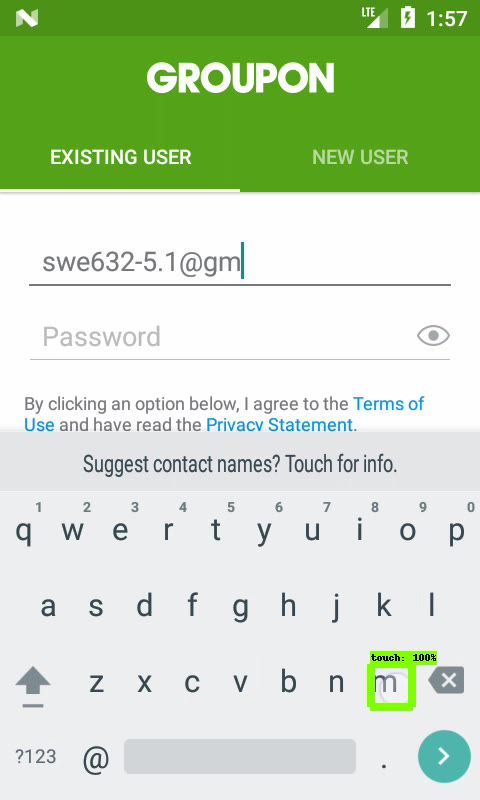 LTE 1:57
GROUPON
EXISTING USER NEW USER
swe632-5.1@gm
Password
By clicking an option below, I agree to the Terms of
Use and have read the Privacy Statement.
Suggest contact names? Touch for info.
1 2 3 4 5 6 7 8 9 0
q w e r t y u i o p
a s d f g h j k l
touch: 100%
z x c v b n m
?123 @ .